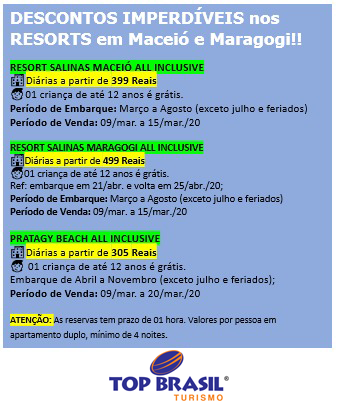 DESCONTOS IMPERDÍVEIS nos
RESORTS em Maceió e Maragogi!!
RESORT SALINAS MACEIÓ ALL INCLUSIVE
Diárias a partir de 399 Reais
01 criança de até 12 anos é grátis.
Período de Embarque: Março a Agosto (exceto julho e feriados)
Período de Venda: 09/mar. a 15/mar./20
RESORT SALINAS MARAGOGI ALL INCLUSIVE
Diárias a partir de 499 Reais
01 criança de até 12 anos é grátis.
Ref: embarque em 21/abr. e volta em 25/abr./20;
Período de Embarque: Março a Agosto (exceto julho e feriados)
Período de Venda: 09/mar. a 15/mar./20
PRATAGY BEACH ALL INCLUSIVE
Diárias a partir de 305 Reais
01 criança de até 12 anos é grátis.
Embarque de Abril a Novembro (exceto julho e feriados);
Período de Venda: 09/mar. a 20/mar./20
ATENÇÃO: As reservas tem prazo de 01 hora. Valores por pessoa em
apartamento duplo, mínimo de 4 noites.
TOP BRASIL®
TURISMO